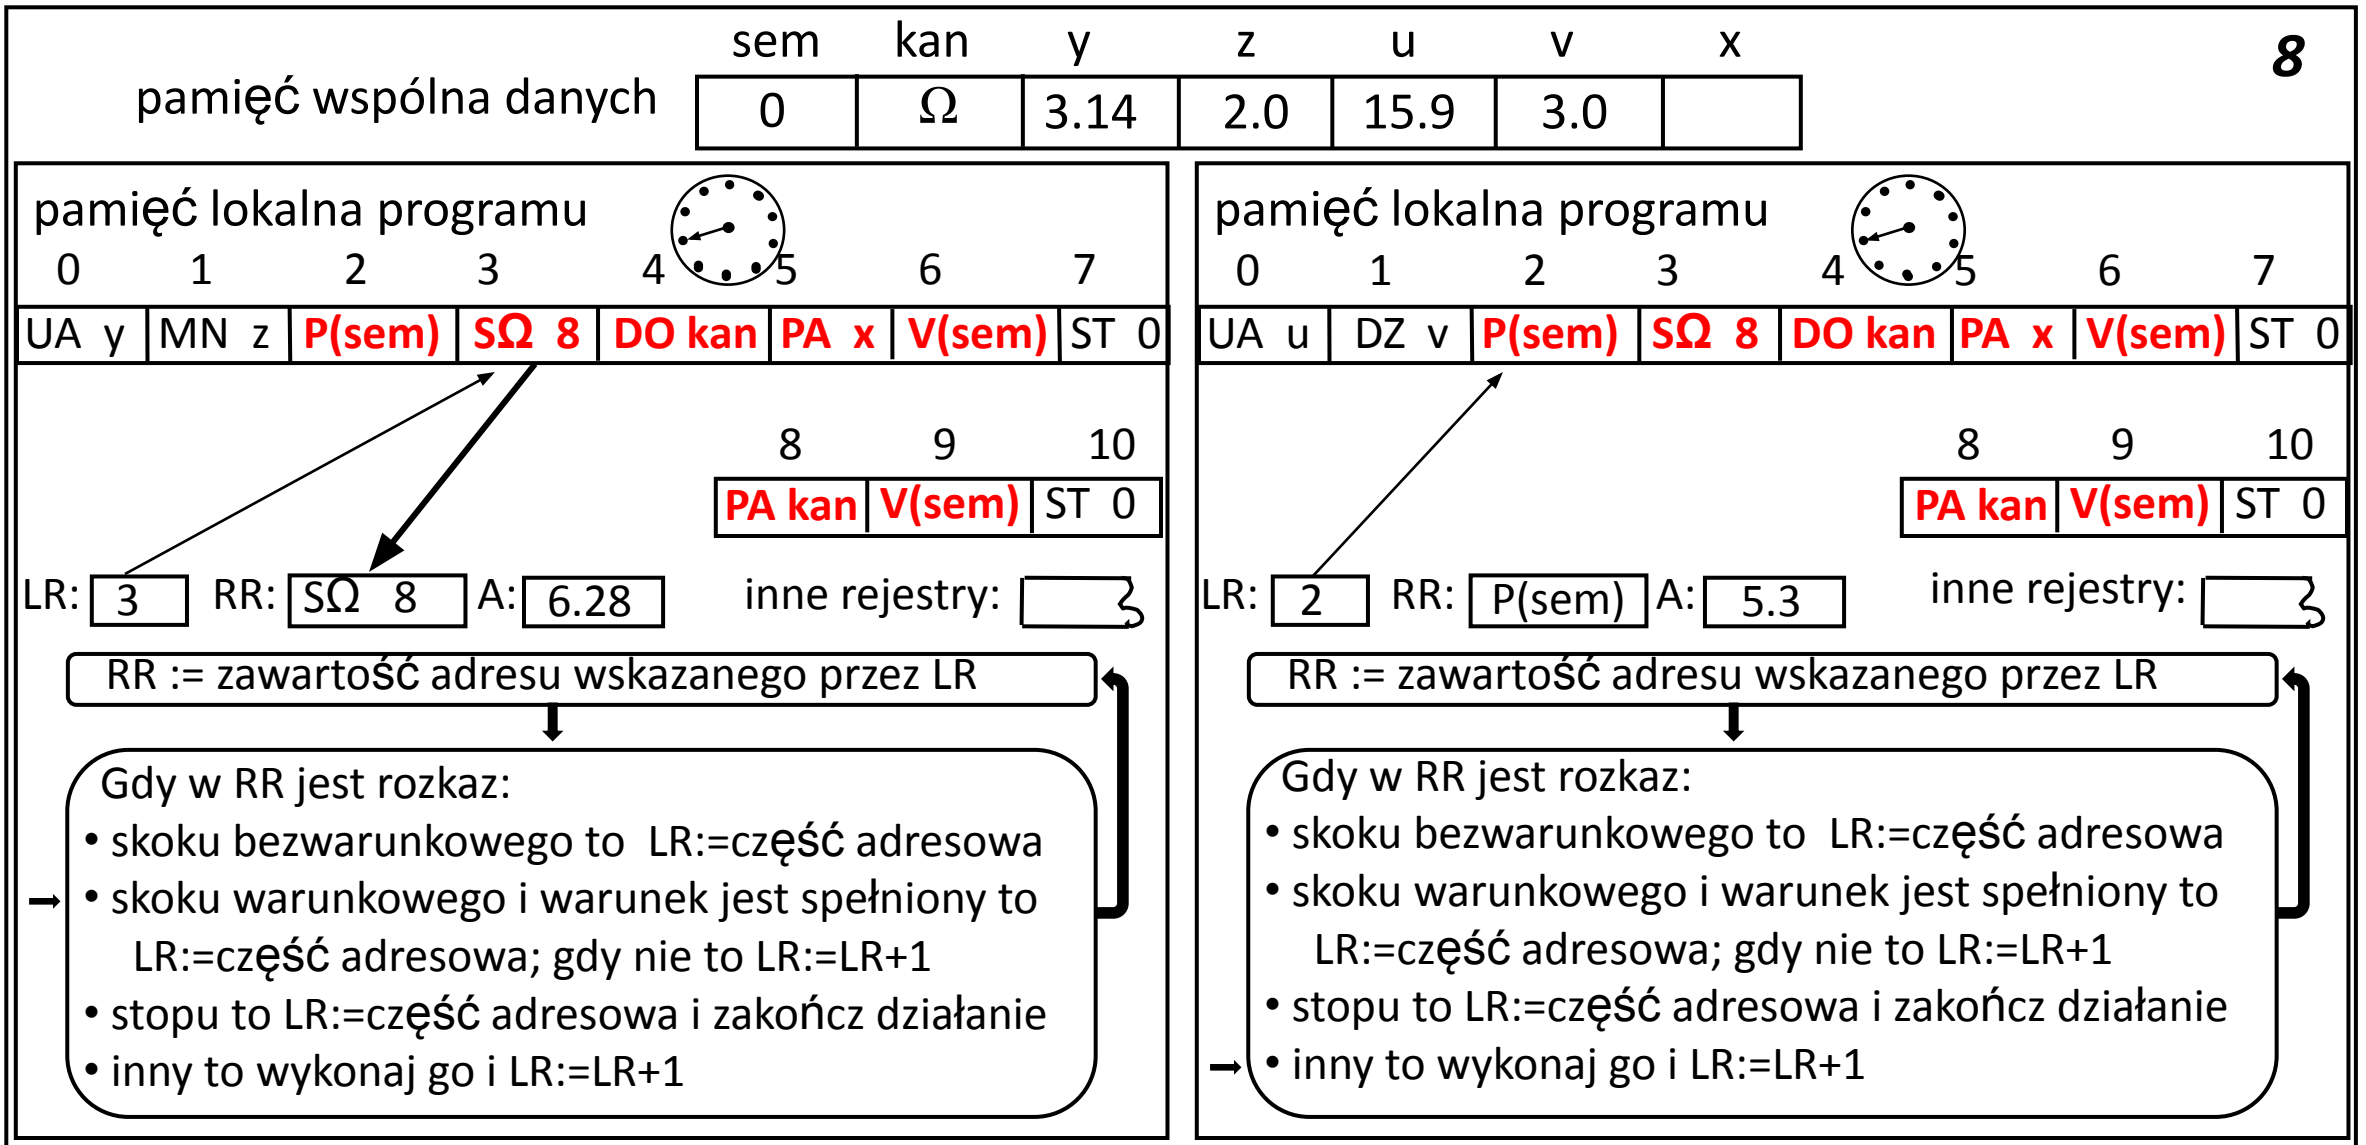 sem kan y z u v x
8
pamięć wspólna danych 0 Ω 3.14 2.0 15.9 3.0
pamięć lokalna programu
0 1 2 3 4 5 6 7
UA y MN z P(sem) SΩ 8 DO kan PA x V(sem) ST 0
8 9 10
PA kan V(sem) ST 0
LR: 3 RR: SΩ 8 A: 6.28 inne rejestry:
RR := zawartość adresu wskazanego przez LR
Gdy w RR jest rozkaz:
• skoku bezwarunkowego to LR:=część adresowa
• skoku warunkowego i warunek jest spełniony to
LR:=część adresowa; gdy nie to LR:=LR+1
• stopu to LR:=część adresowa i zakończ działanie
• inny to wykonaj go i LR:=LR+1
pamięć lokalna programu
0 1 2 3 4 5 6 7
UA u DZ v P(sem) SΩ 8 DO kan PA x V(sem) ST 0
8 9 10
PA kan V(sem) ST 0
LR: 2 RR: P(sem) A: 5.3 inne rejestry:
RR := zawartość adresu wskazanego przez LR
Gdy w RR jest rozkaz:
• skoku bezwarunkowego to LR:=część adresowa
• skoku warunkowego i warunek jest spełniony to
LR:=część adresowa; gdy nie to LR:=LR+1
• stopu to LR:=część adresowa i zakończ działanie
• inny to wykonaj go i LR:=LR+1